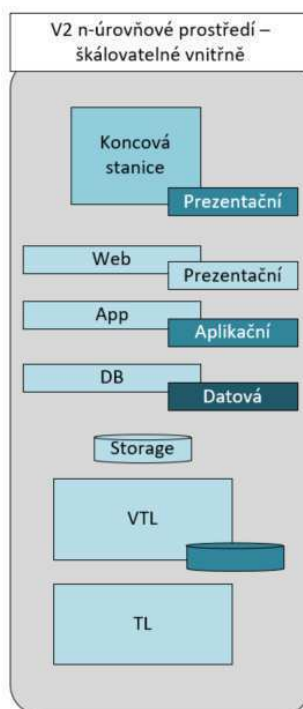 V2 n-úrovňové prostředí –
škálovatelné vnitřně
Koncová
stanice
Prezentační
Web
Prezentační
App
Aplikační
DB
Datová
Storage
VTL
TL